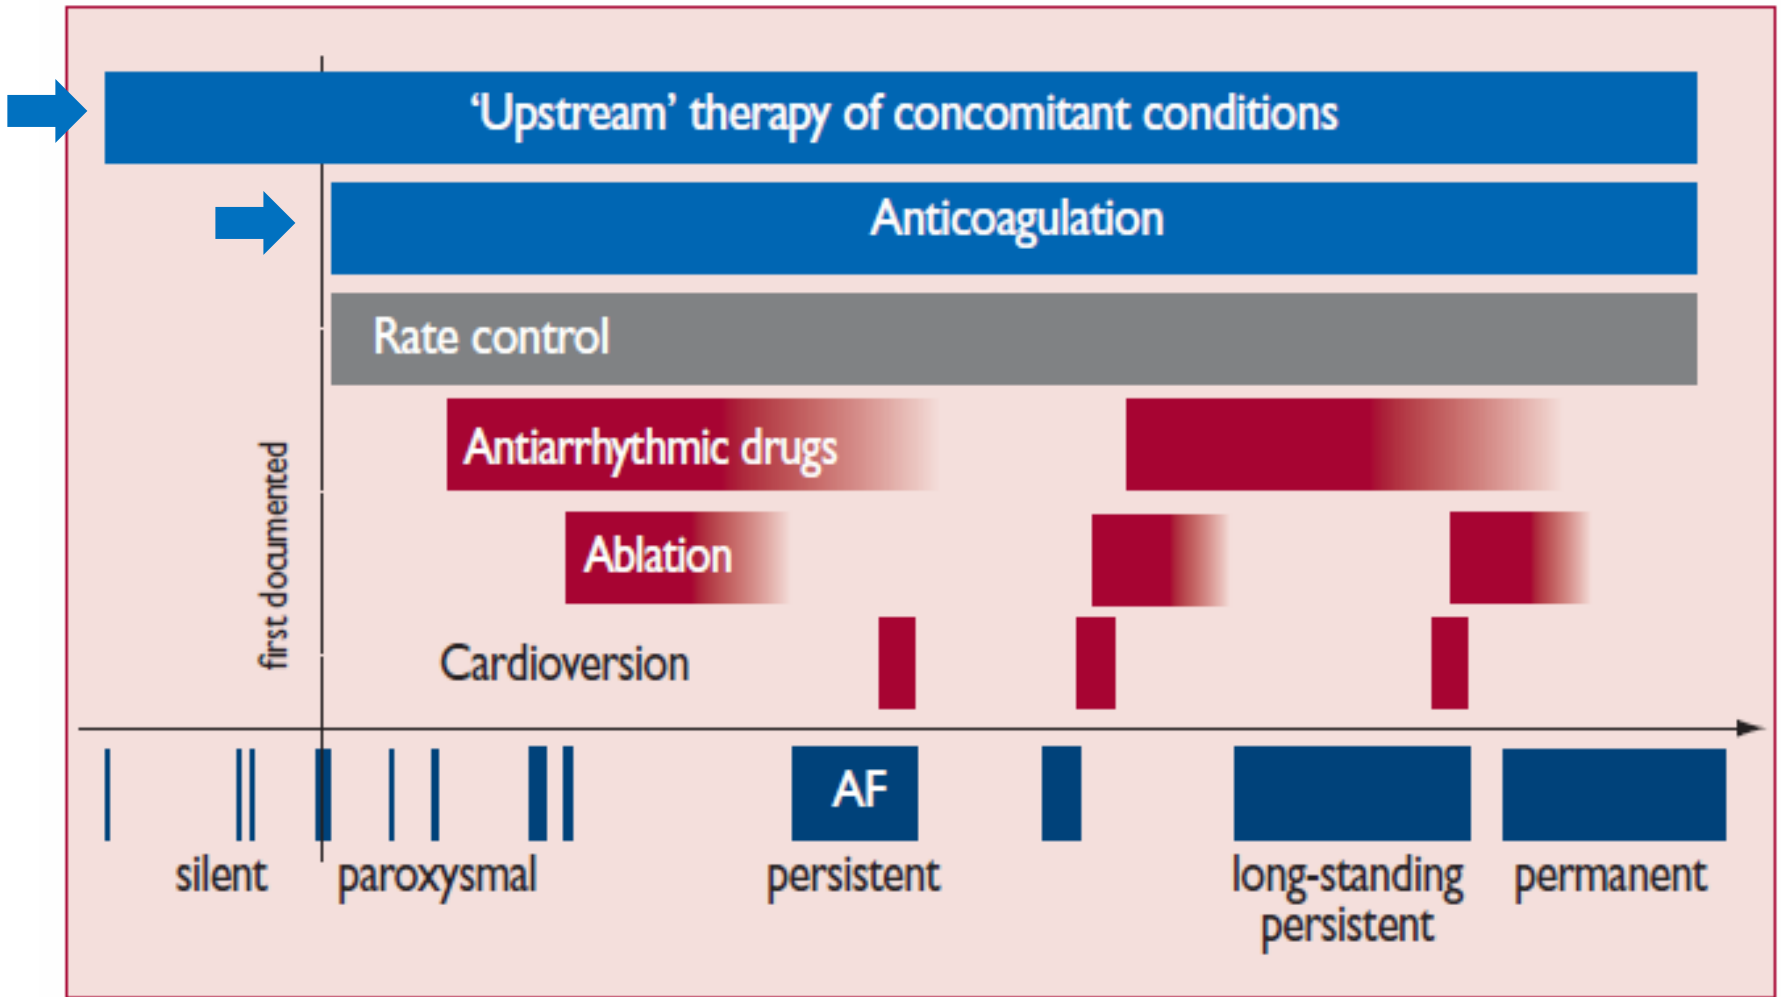 ‘Upstream’ therapy of concomitant conditions
Anticoagulation
Rate control
Antiarrhythmic drugs
Ablation
Cardioversion
first documented
AF
silent
paroxysmal
persistent
long-standing
persistent
permanent